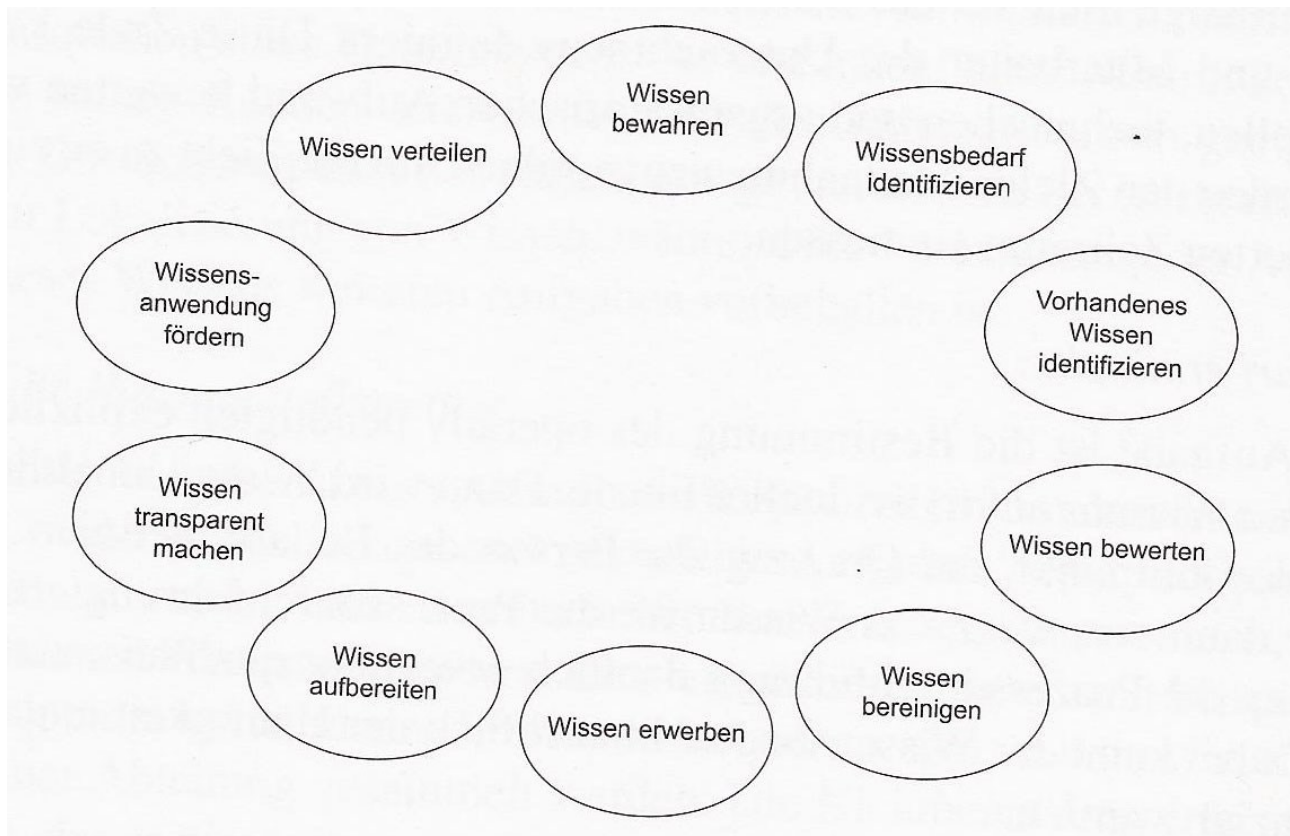 Wissen
bewahren
Wissensbedarf
identifizieren
Vorhandenes
Wissen
identifizieren
Wissen bewerten
Wissen
bereinigen
Wissen erwerben
Wissen
aufbereiten
Wissen
transparent
machen
Wissens-
anwendung
fördern
Wissen verteilen